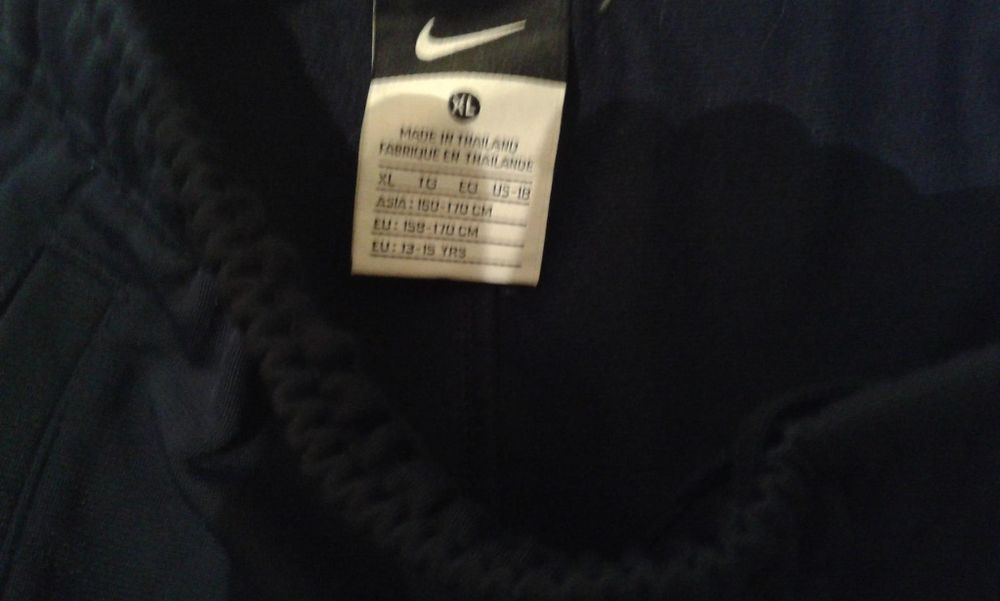 XL
MADE IN THAILAND
FABRIQUE EN THAILANDE
XL TG EG US-18
ASIA: 160-170 CM
EU: 158-170 CM
EU: 13-15 YRS